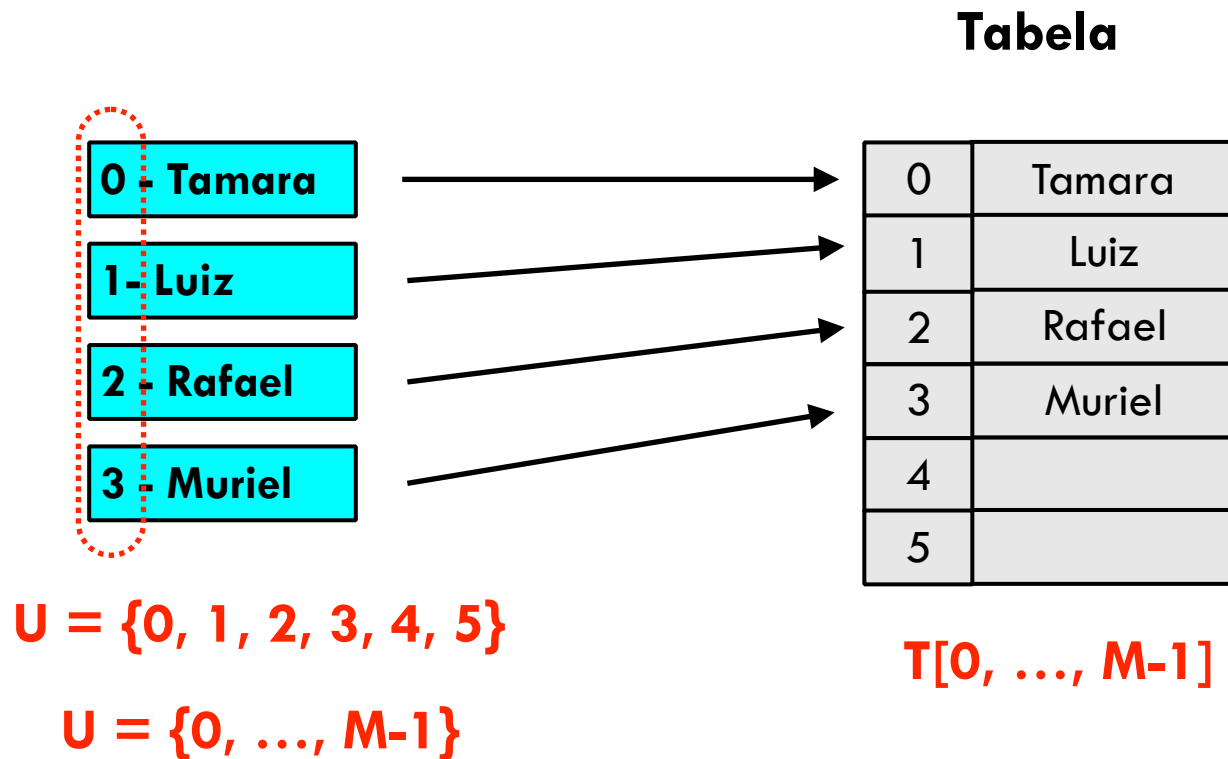 Tabela
0 - Tamara
1- Luiz
2 - Rafael
3 - Muriel
0 Tamara
1 Luiz
2 Rafael
3 Muriel
4
5
U = {0, 1, 2, 3, 4, 5}
U = {0, ..., M-1}
T[0, ..., M-1]